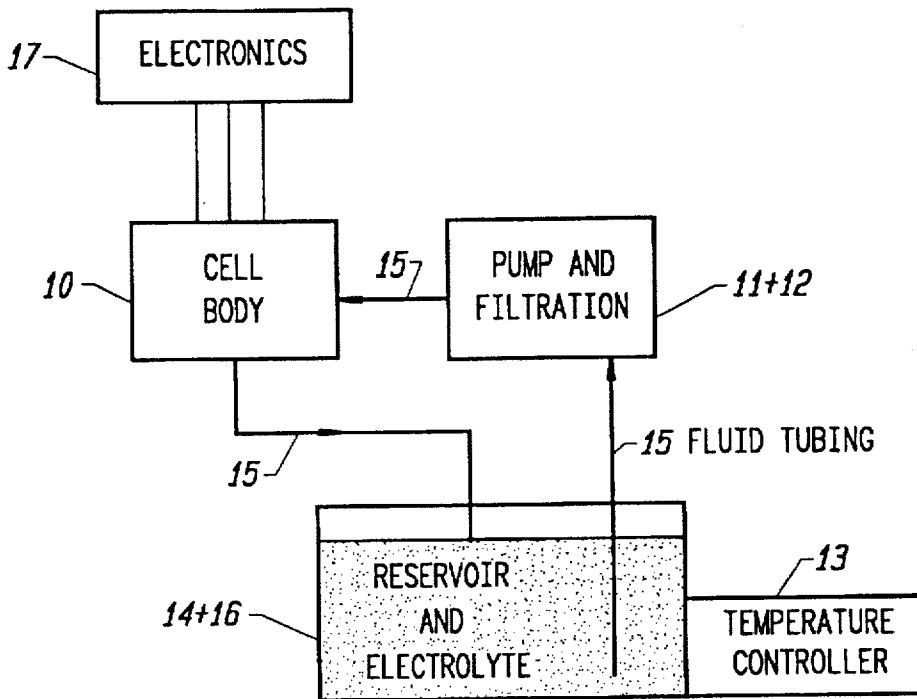 17
ELECTRONICS
10
CELL
BODY
15
PUMP AND
FILTRATION
11+12
15
15 FLUID TUBING
14+16
RESERVOIR
AND
ELECTROLYTE
13
TEMPERATURE
CONTROLLER